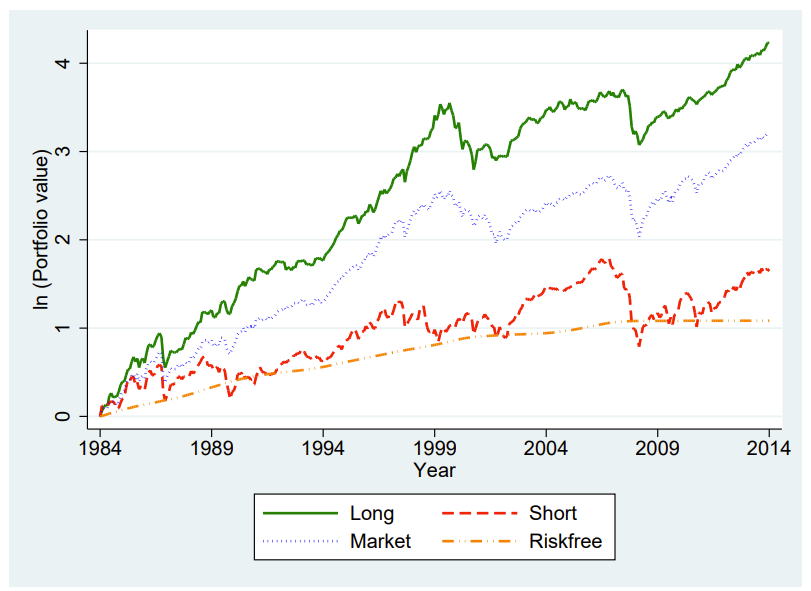 ln (Portfolio value)
4
3
2
1
0
1984 1989 1994 1999 2004 2009 2014
Year
Long Short
Market Riskfree